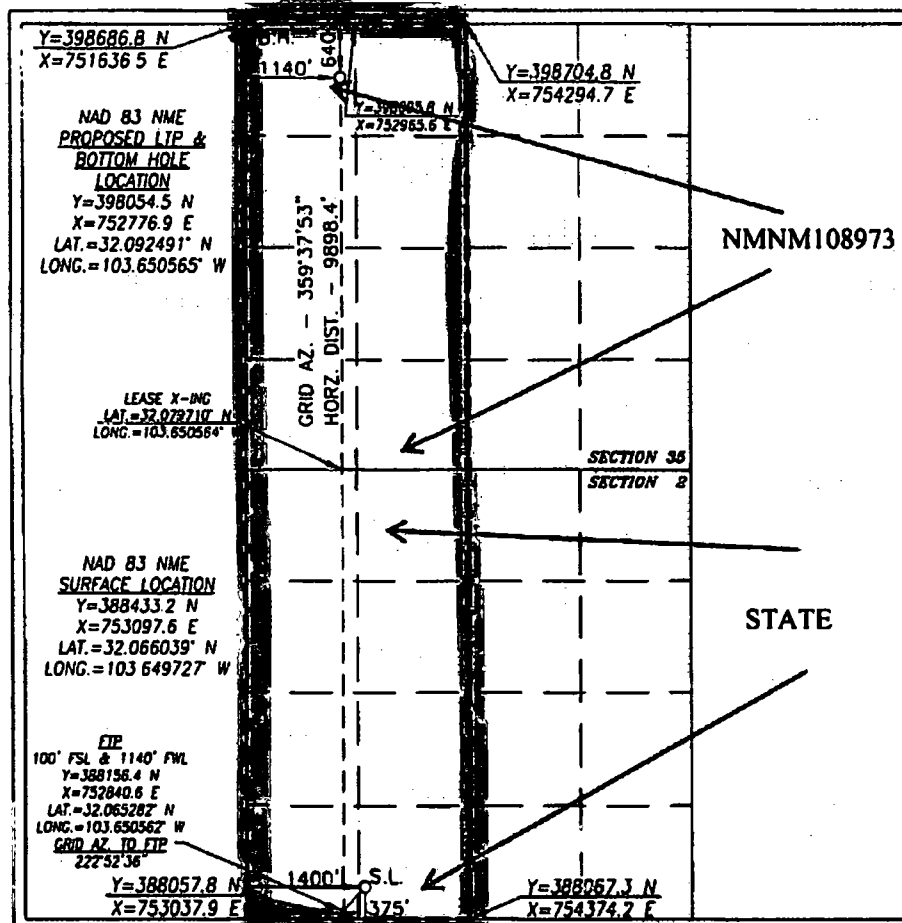 Y=398686.8 N
X=751636.5 E
B.H.
640'
1140'
Y=398704.8 N
X=754294.7 E
X=752965.6 E
NAD 83 NME
PROPOSED LTP &
BOTTOM HOLE
LOCATION
Y=398054.5 N
X=752776.9 E
LAT.=32.092491° N
LONG.=103.650565° W
GRID AZ. - 359°37'53"
HORZ. DIST. - 9898.4'
NMNM108973
LEASE X-ING
LAT.=32.079710° N
LONG.=103.650564°
SECTION 35
SECTION 2
NAD 83 NME
SURFACE LOCATION
Y=388433.2 N
X=753097.6 E
LAT.=32.066039° N
LONG.=103.649727° W
STATE
FTP
100' FSL & 1140' FWL
Y=388156.4 N
X=752840.6 E
LAT.=32.065282° N
LONG.=103.650562° W
GRID AZ. TO FTP
222°52'36"
1400'
S.L.
375'
Y=388057.8 N
X=753037.9 E
Y=388067.3 N
X=754374.2 E